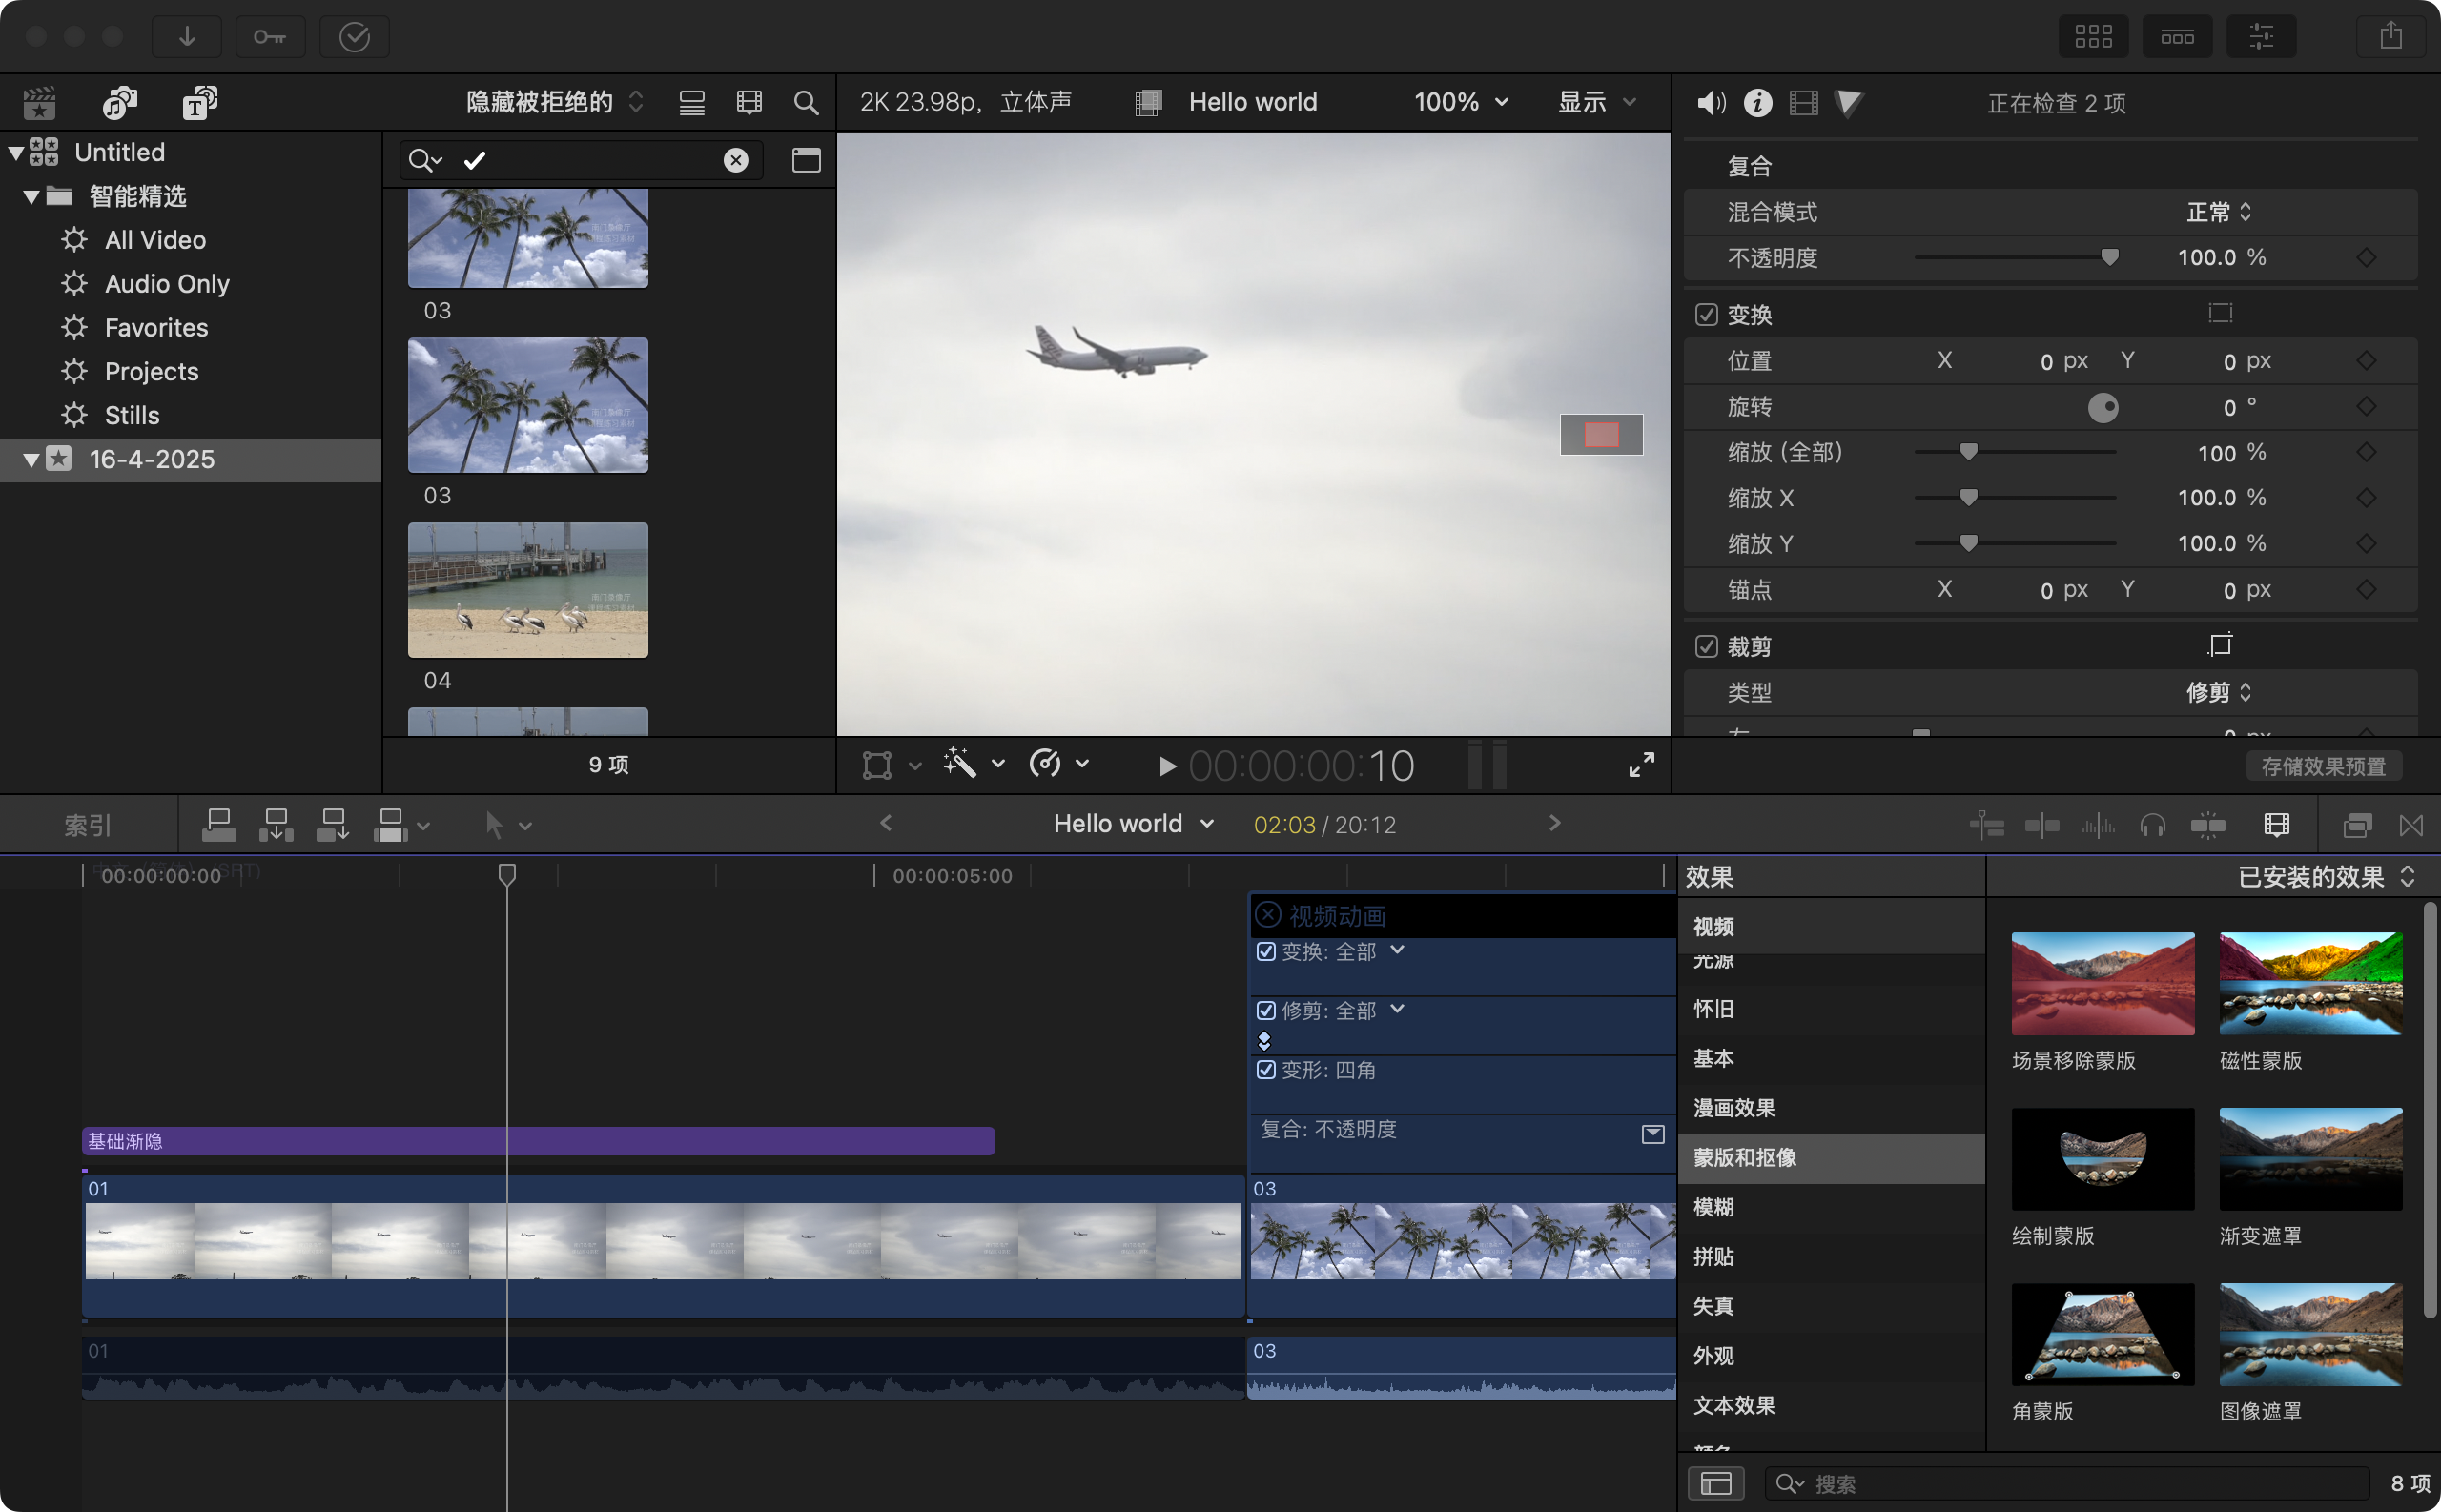 隐藏被拒绝的
2K 23.98p, 立体声
Hello world
100%
显示
正在检查 2 项
Untitled
智能精选
All Video
Audio Only
Favorites
Projects
Stills
16-4-2025
03
03
04
9 项
00:00:00:10
复合
混合模式
正常
不透明度
100.0 %
变换
位置
X 0 px Y 0 px
旋转
0 °
缩放 (全部)
100 %
缩放 X
100.0 %
缩放 Y
100.0 %
锚点
X 0 px Y 0 px
裁剪
类型
修剪
存储效果预置
索引
Hello world
02:03 / 20:12
00:00:00:00
00:00:05:00
视频动画
变换: 全部
修剪: 全部
变形: 四角
复合: 不透明度
基础渐隐
01
03
01
03
效果
已安装的效果
视频
光源
怀旧
基本
漫画效果
蒙版和抠像
模糊
拼贴
失真
外观
文本效果
场景移除蒙版
磁性蒙版
绘制蒙版
渐变遮罩
角蒙版
图像遮罩
搜索
8 项